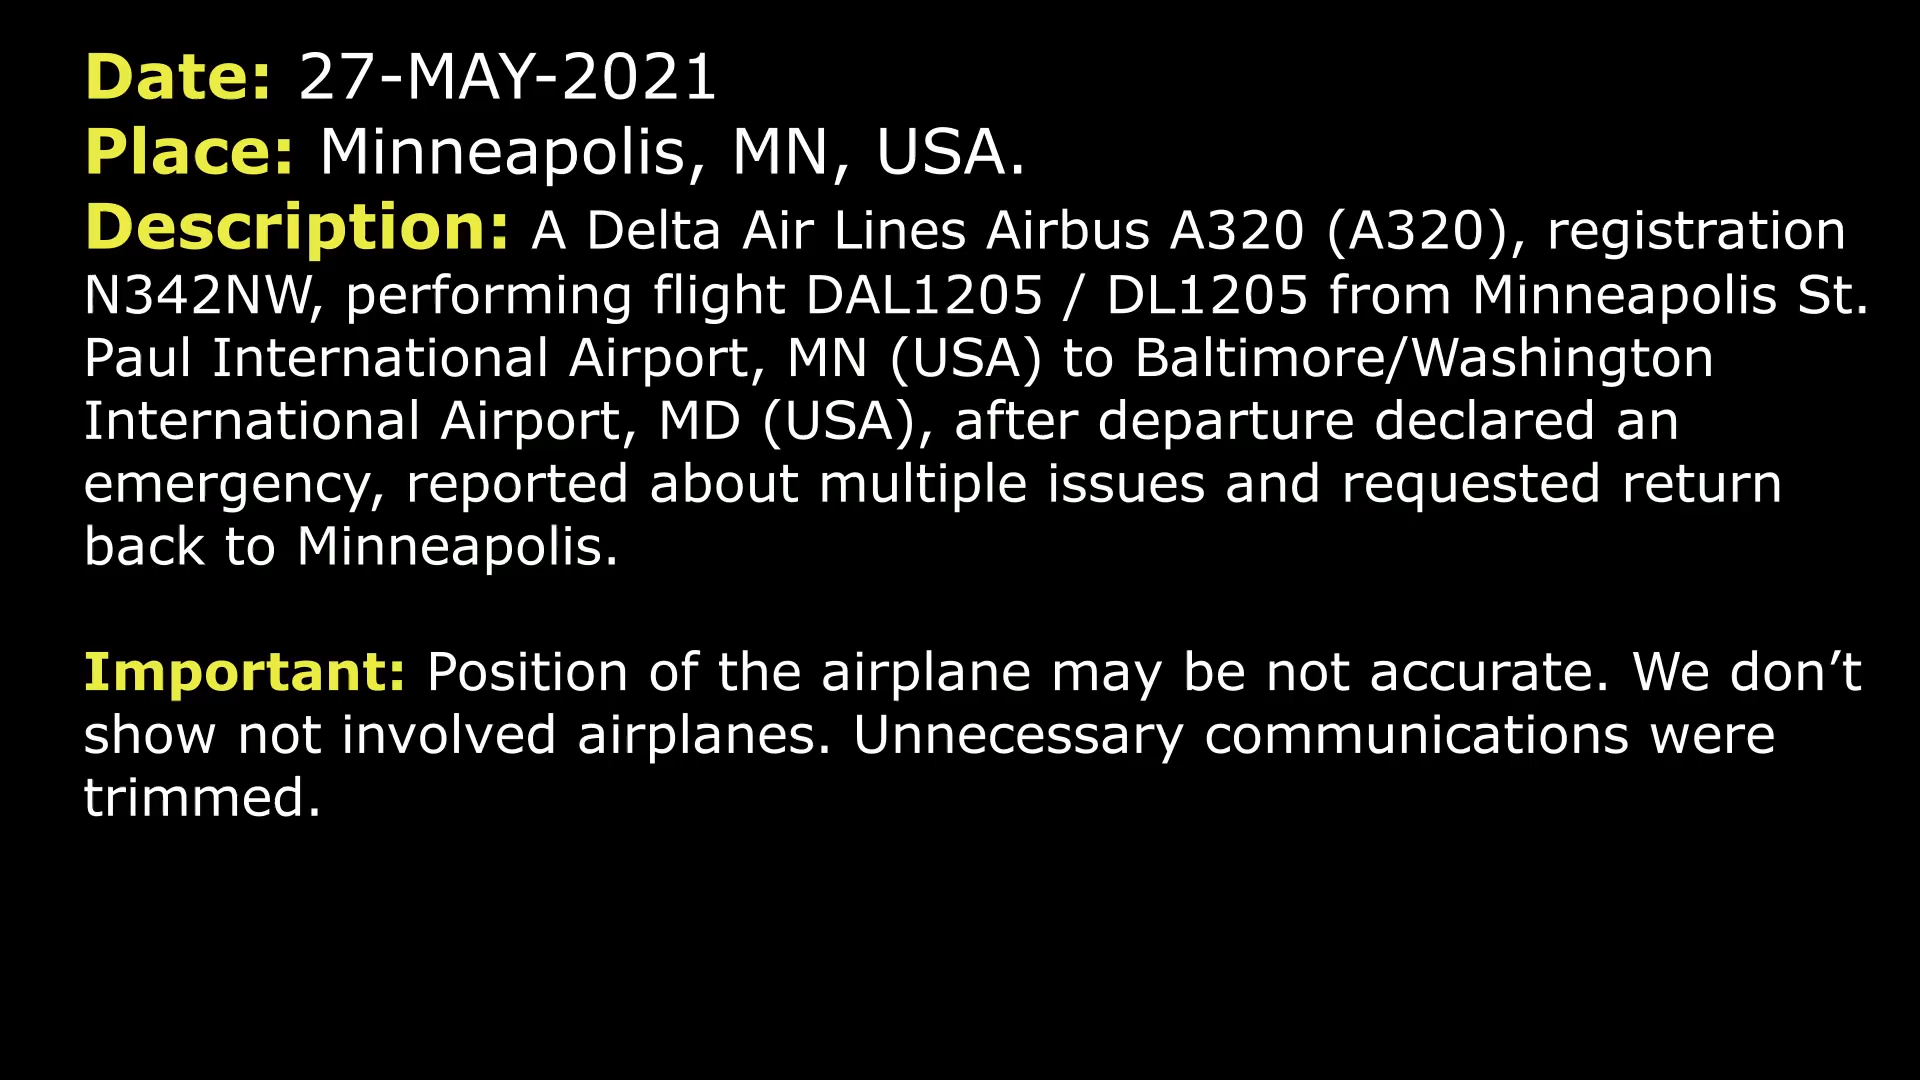 Date: 27-MAY-2021
Place: Minneapolis, MN, USA.
Description: A Delta Air Lines Airbus A320 (A320), registration
N342NW, performing flight DAL1205 / DL1205 from Minneapolis St.
Paul International Airport, MN (USA) to Baltimore/Washington
International Airport, MD (USA), after departure declared an
emergency, reported about multiple issues and requested return
back to Minneapolis.
Important: Position of the airplane may be not accurate. We don’t
show not involved airplanes. Unnecessary communications were
trimmed.